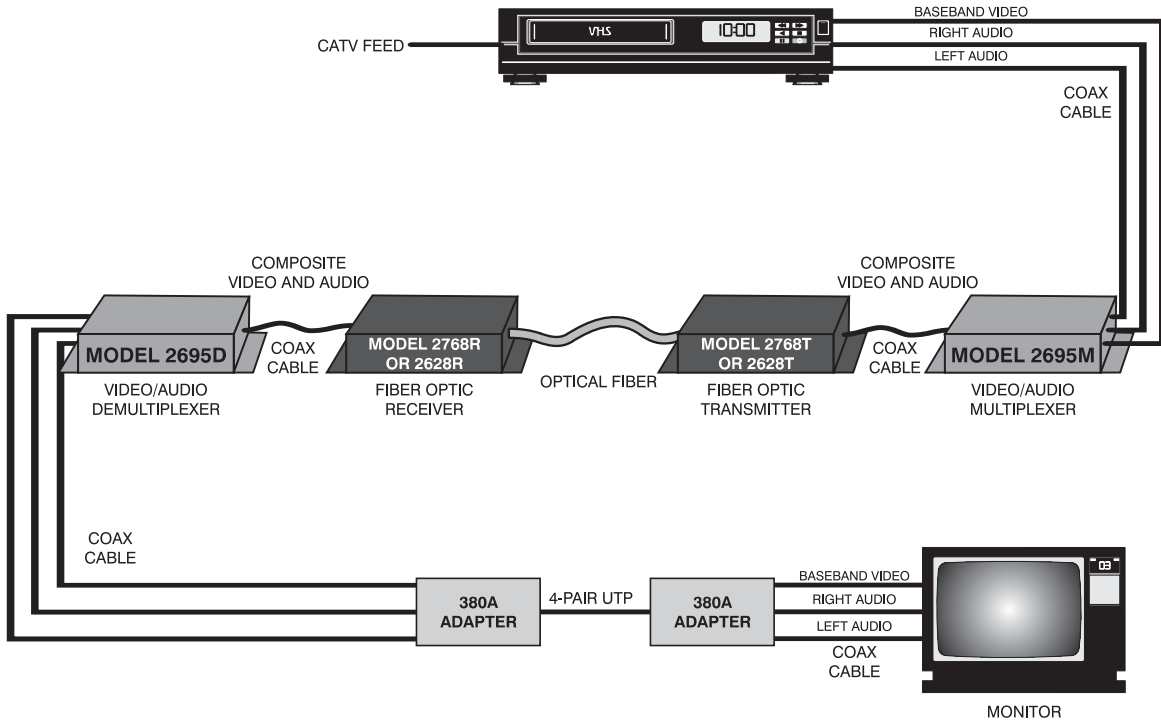 BASEBAND VIDEO
VHS
10:00
CATV FEED
RIGHT AUDIO
LEFT AUDIO
COAX
CABLE
COMPOSITE
VIDEO AND AUDIO
COMPOSITE
VIDEO AND AUDIO
MODEL 2695D
COAX
CABLE
MODEL 2768R
OR 2628R
OPTICAL FIBER
MODEL 2768T
OR 2628T
COAX
CABLE
MODEL 2695M
VIDEO/AUDIO
DEMULTIPLEXER
FIBER OPTIC
RECEIVER
FIBER OPTIC
TRANSMITTER
VIDEO/AUDIO
MULTIPLEXER
COAX
CABLE
380A
ADAPTER
4-PAIR UTP
380A
ADAPTER
BASEBAND VIDEO
RIGHT AUDIO
LEFT AUDIO
COAX
CABLE
03
MONITOR